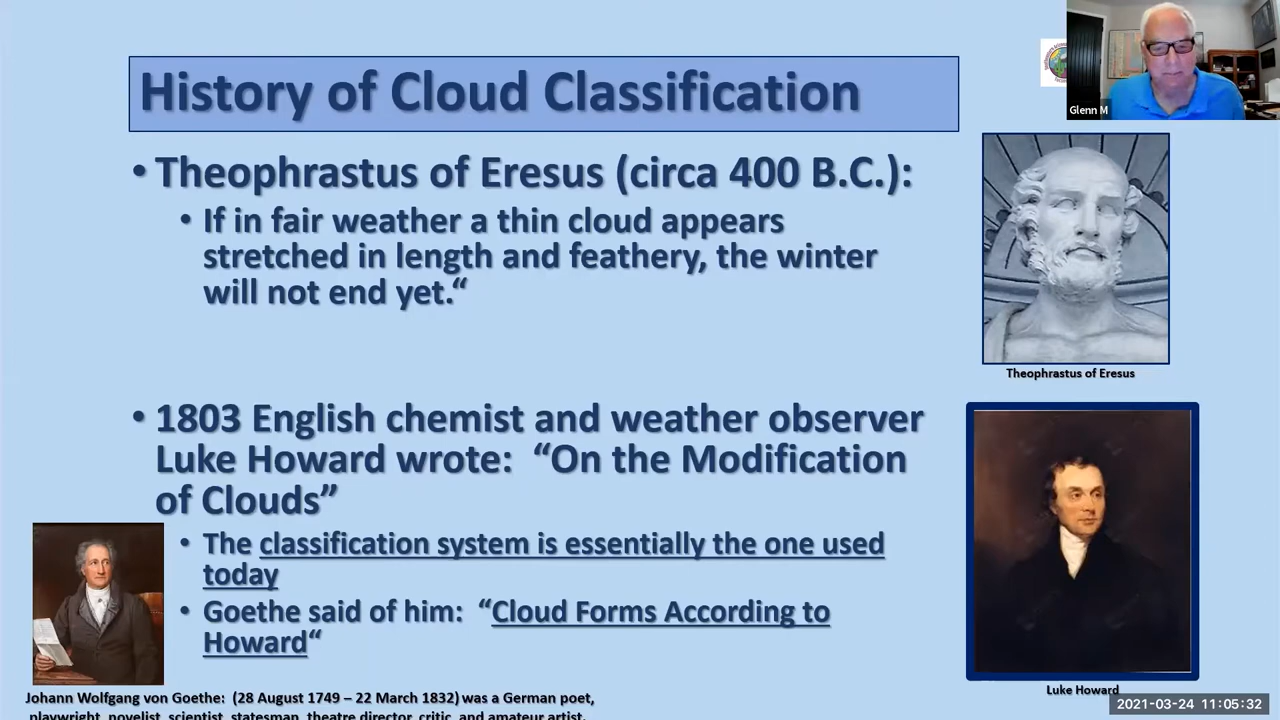 Glenn M
History of Cloud Classification
• Theophrastus of Eresus (circa 400 B.C.):
• If in fair weather a thin cloud appears
stretched in length and feathery, the winter
will not end yet.“
Theophrastus of Eresus
• 1803 English chemist and weather observer
Luke Howard wrote:  “On the Modification
of Clouds”
• The classification system is essentially the one used
today
• Goethe said of him:  “Cloud Forms According to
Howard“
Luke Howard
Johann Wolfgang von Goethe:  (28 August 1749 – 22 March 1832) was a German poet,
playwright, novelist, scientist, statesman, theatre director, critic, and amateur artist.
2021-03-24 11:05:32